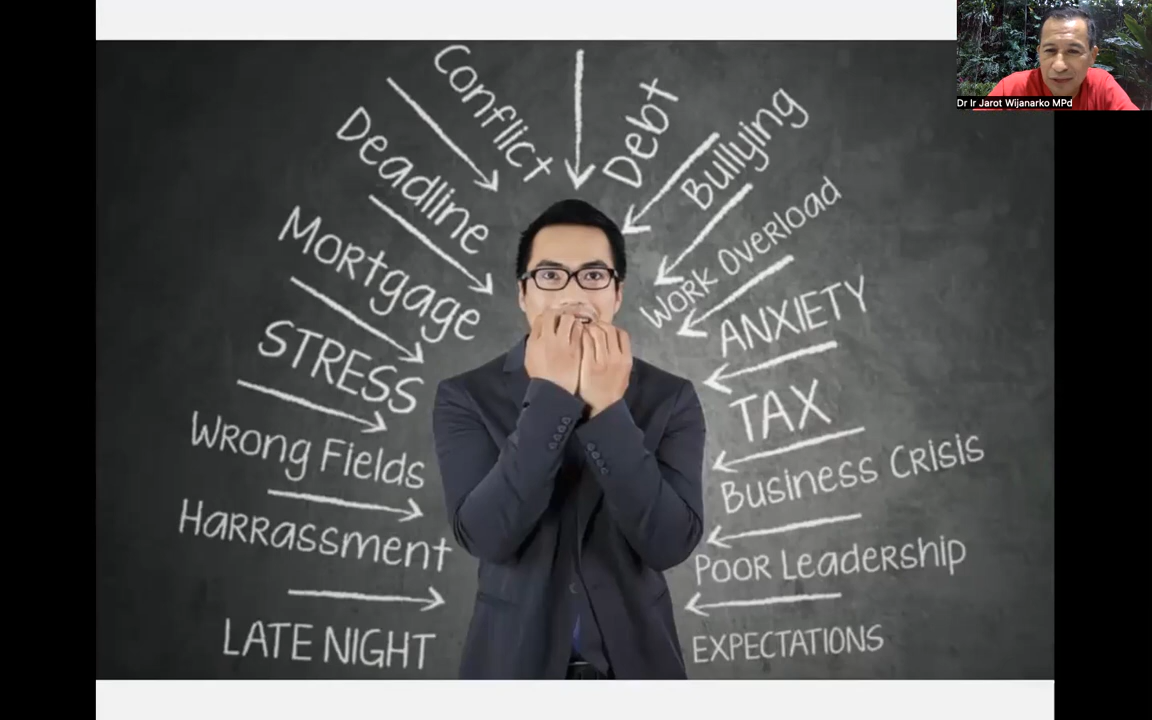 Dr Ir Jarot Wijanarko MPd
Conflict
Deadline
Mortgage
STRESS
Wrong Fields
Harrassment
LATE NIGHT
Debt
Bullying
Work Overload
ANXIETY
TAX
Business Crisis
Poor Leadership
EXPECTATIONS